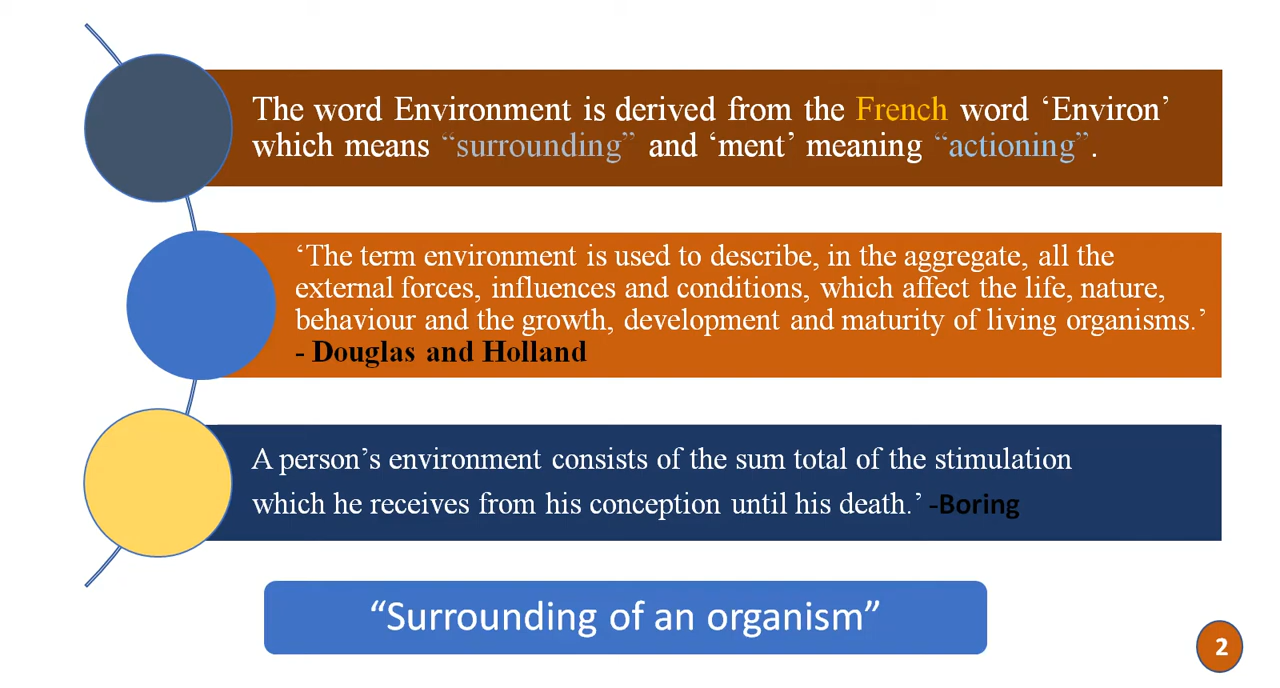 The word Environment is derived from the French word ‘Environ’
which means “surrounding” and ‘ment’ meaning “actioning”.
‘The term environment is used to describe, in the aggregate, all the
external forces, influences and conditions, which affect the life, nature,
behaviour and the growth, development and maturity of living organisms.’
- Douglas and Holland
A person’s environment consists of the sum total of the stimulation
which he receives from his conception until his death.’ -Boring
“Surrounding of an organism”
2